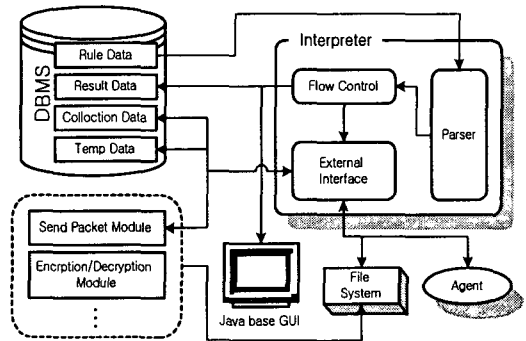 DBMS
Rule Data
Result Data
Colloction Data
Temp Data
Send Packet Module
Encrption/Decryption
Module
Interpreter
Flow Control
Parser
External
Interface
Java base GUI
File
System
Agent